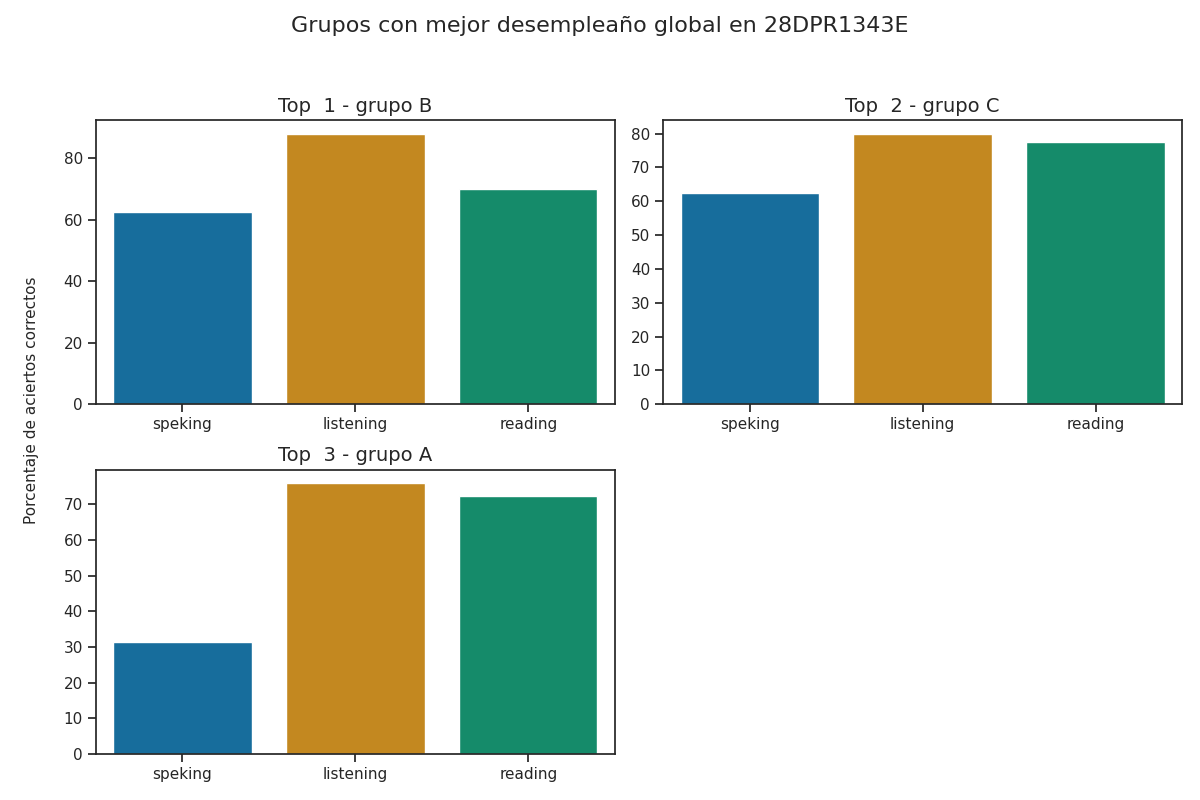 Grupos con mejor desempleaño global en 28DPR1343E
Porcentaje de aciertos correctos
Top  1 - grupo B
80
60
40
20
0
speking
listening
reading
Top  2 - grupo C
80
70
60
50
40
30
20
10
0
speking
listening
reading
Top  3 - grupo A
70
60
50
40
30
20
10
0
speking
listening
reading